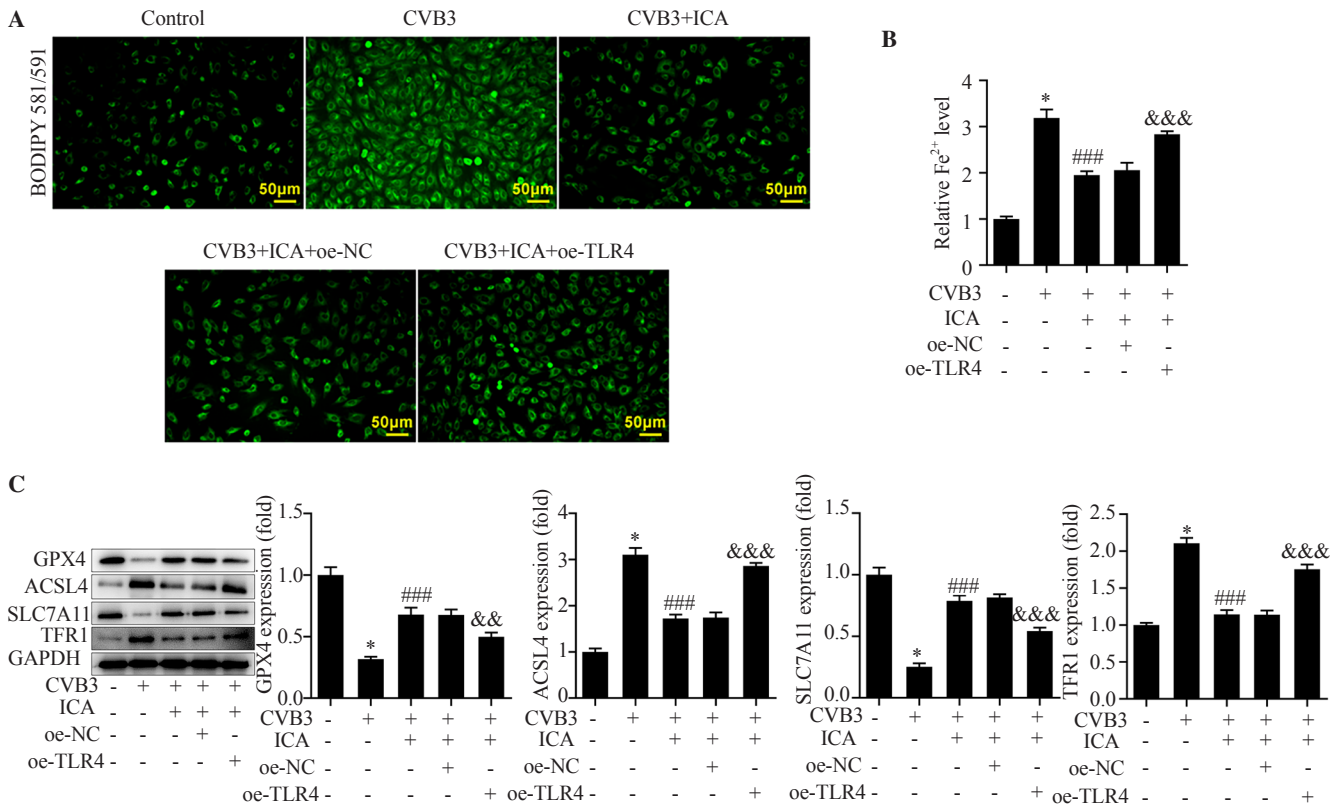 A
Control
CVB3
CVB3+ICA
BODIPY 581/591
50μm
50μm
50μm
CVB3+ICA+oe-NC
CVB3+ICA+oe-TLR4
50μm
50μm
B
Relative Fe²⁺ level
4
3
2
1
0
*
###
&&&
CVB3 - + + + +
ICA - - + + +
oe-NC - - - + -
oe-TLR4 - - - - +
C
GPX4
ACSL4
SLC7A11
TFR1
GAPDH
CVB3 - + + + +
ICA - - + + +
oe-NC - - - + -
oe-TLR4 - - - - +
GPX4 expression (fold)
1.5
1.0
0.5
0.0
*
###
&&
CVB3 - + + + +
ICA - - + + +
oe-NC - - - + -
oe-TLR4 - - - - +
ACSL4 expression (fold)
4
3
2
1
0
*
###
&&&
CVB3 - + + + +
ICA - - + + +
oe-NC - - - + -
oe-TLR4 - - - - +
SLC7A11 expression (fold)
1.5
1.0
0.5
0.0
*
###
&&&
CVB3 - + + + +
ICA - - + + +
oe-NC - - - + -
oe-TLR4 - - - - +
TFR1 expression (fold)
2.5
2.0
1.5
1.0
0.5
0.0
*
###
&&&
CVB3 - + + + +
ICA - - + + +
oe-NC - - - + -
oe-TLR4 - - - - +